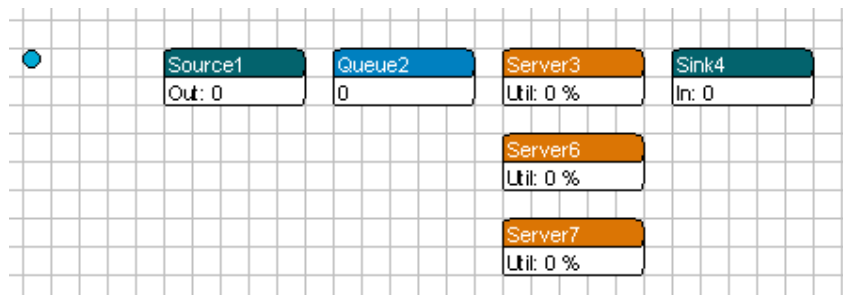 Source1
Out: 0
Queue2
0
Server3
Util: 0 %
Sink4
In: 0
Server6
Util: 0 %
Server7
Util: 0 %